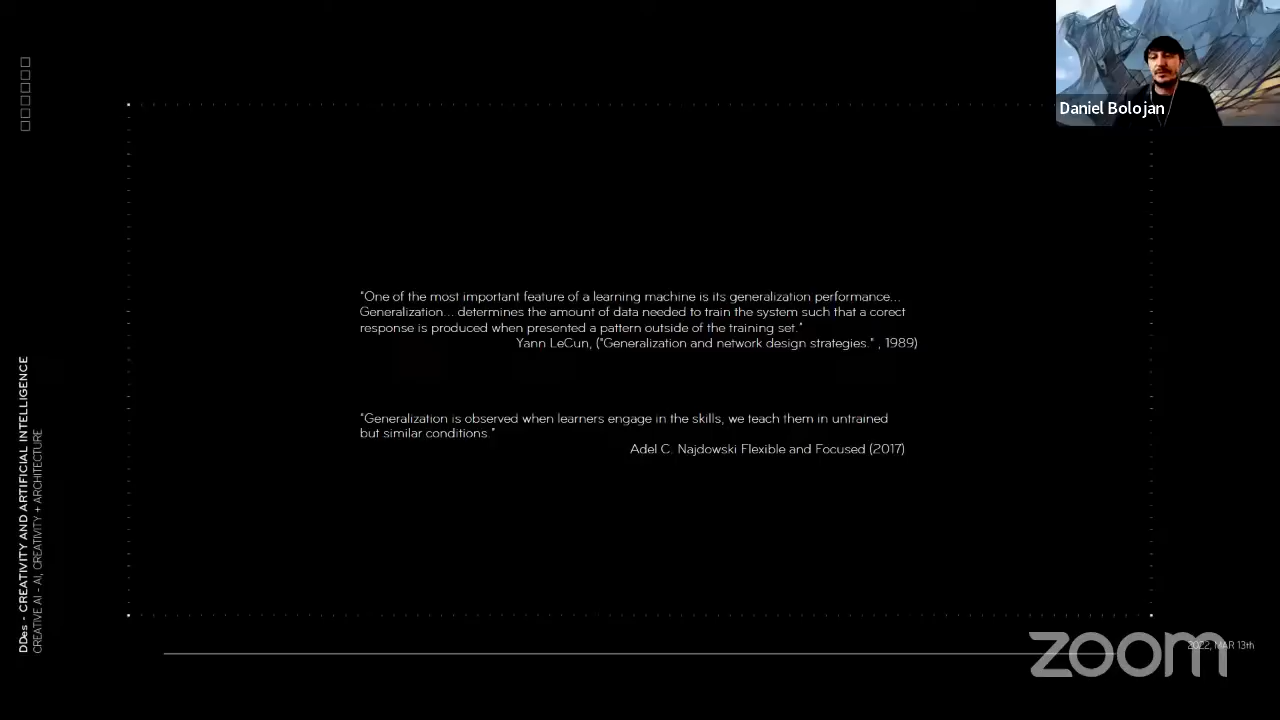 Daniel Bolojan
"One of the most important feature of a learning machine is its generalization performance...
Generalization... determines the amount of data needed to train the system such that a corect
response is produced when presented a pattern outside of the training set."
Yann LeCun, ("Generalization and network design strategies." , 1989)
"Generalization is observed when learners engage in the skills, we teach them in untrained
but similar conditions."
Adel C. Najdowski Flexible and Focused (2017)
DDes - CREATIVITY AND ARTIFICIAL INTELLIGENCE
CREATIVE AI - AI, CREATIVITY + ARCHITECTURE
2022, MAR 13th
zoom